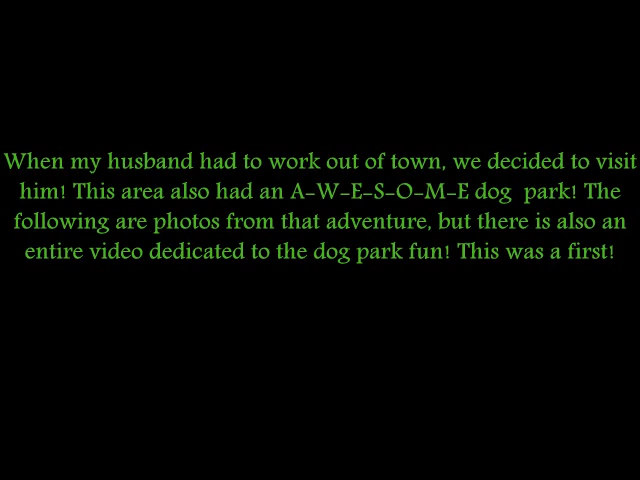 When my husband had to work out of town, we decided to visit
him! This area also had an A-W-E-S-O-M-E dog  park! The
following are photos from that adventure, but there is also an
entire video dedicated to the dog park fun! This was a first!